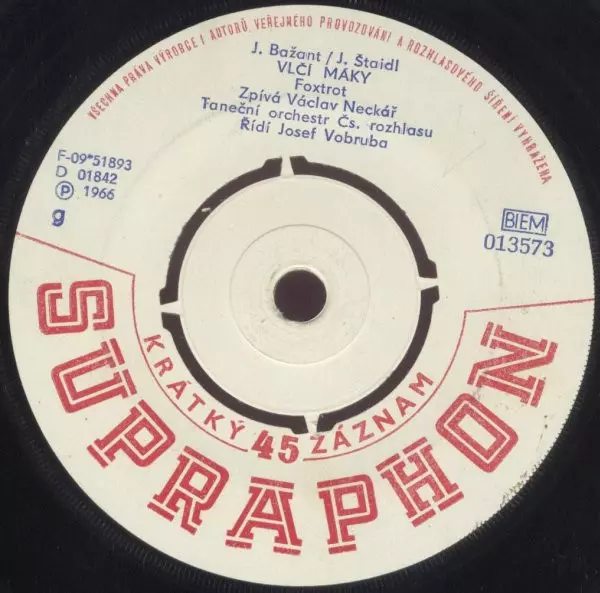 VŠECHNA PRÁVA VÝROBCE I AUTORŮ VEŘEJNÉHO PROVOZOVÁNÍ A ROZHLASOVÉHO ŠÍŘENÍ VYHRAŽENA
J. Bažant / J. Štaidl
VLČÍ MÁKY
Foxtrot
Zpívá Václav Neckář
Taneční orchestr Čs. rozhlasu
Řídí Josef Vobruba
F-09*51893
D 01842
Ⓟ 1966
g
BIEM
013573
KRÁTKÝ 45 ZÁZNAM
SUPRAPHON